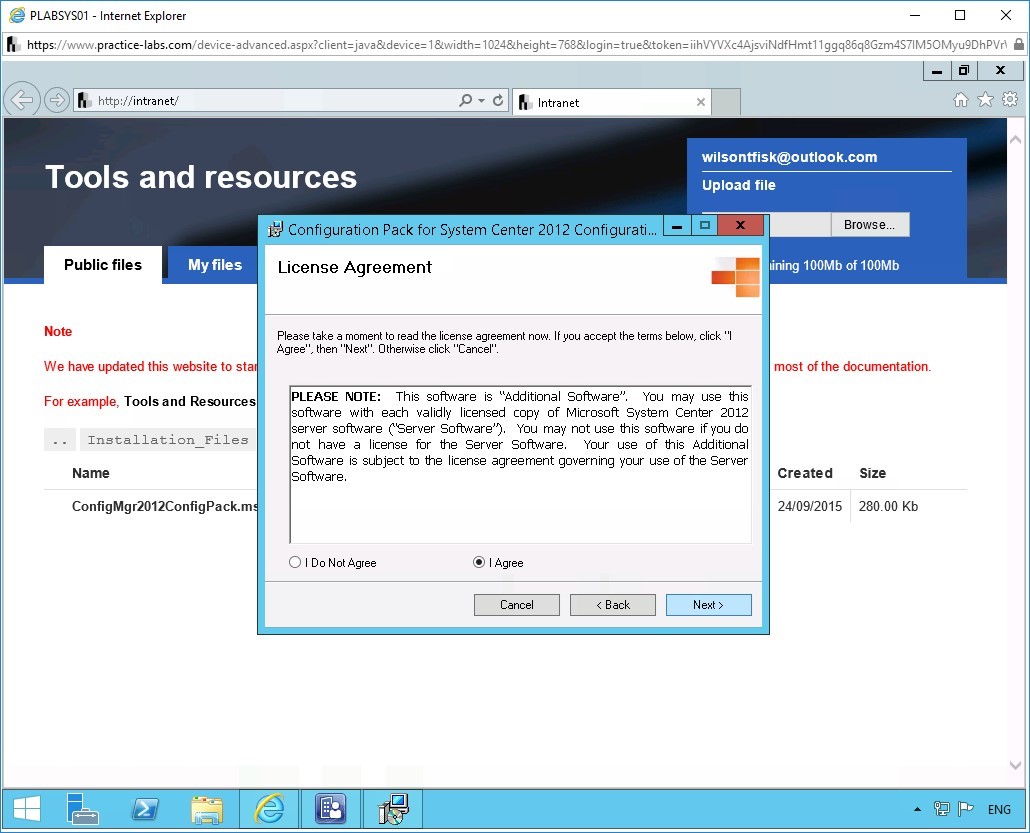 PLABSYS01 - Internet Explorer
https://www.practice-labs.com/device-advanced.aspx?client=java&device=1&width=1024&height=768&login=true&token=
http://intranet/
Intranet
Tools and resources
wilsontfisk@outlook.com
Upload file
Browse...
ining 100Mb of 100Mb
Public files
My files
Note
We have updated this website to star
most of the documentation.
For example, Tools and Resources
..
Installation_Files
Name
Created
Size
ConfigMgr2012ConfigPack.ms
24/09/2015
280.00 Kb
Configuration Pack for System Center 2012 Configurati...
License Agreement
Please take a moment to read the license agreement now. If you accept the terms below, click "I
Agree", then "Next". Otherwise click "Cancel".
PLEASE NOTE: This software is “Additional Software”. You may use this
software with each validly licensed copy of Microsoft System Center 2012
server software (“Server Software”). You may not use this software if you do
not have a license for the Server Software. Your use of this Additional
Software is subject to the license agreement governing your use of the Server
Software.
I Do Not Agree
I Agree
Cancel
< Back
Next >
ENG